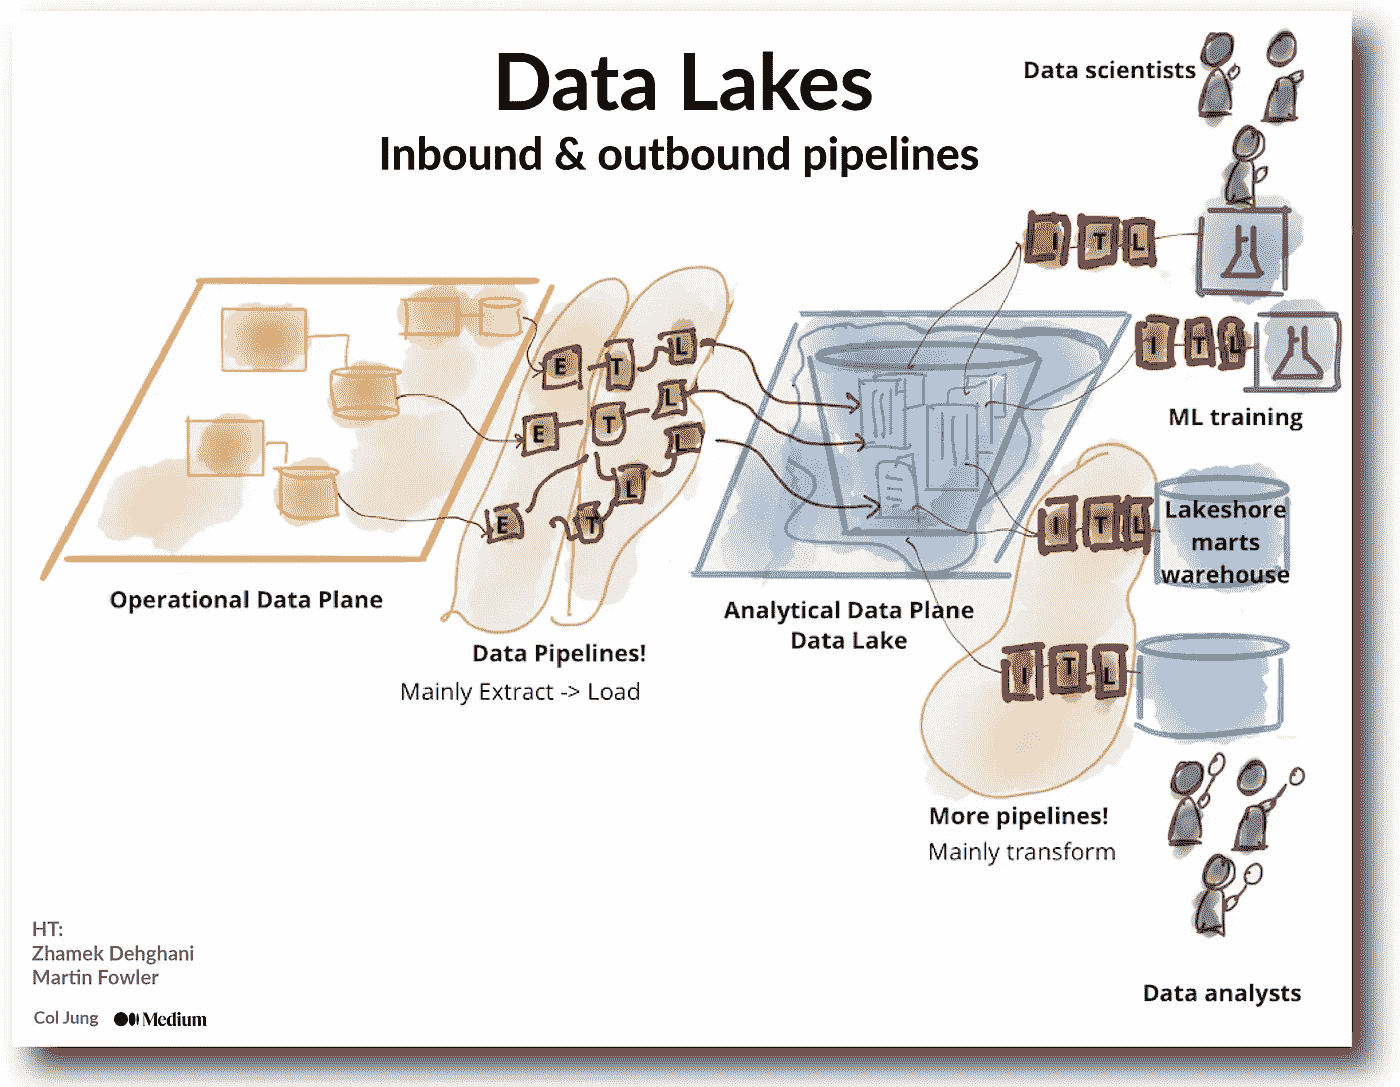 Data Lakes
Inbound & outbound pipelines
Data scientists
I T L
I T L
ML training
E T L
E T L
L
E T
I T L
Lakeshore
marts
warehouse
I T L
Operational Data Plane
Data Pipelines!
Mainly Extract -> Load
Analytical Data Plane
Data Lake
More pipelines!
Mainly transform
Data analysts
HT:
Zhamek Dehghani
Martin Fowler
Col Jung Medium